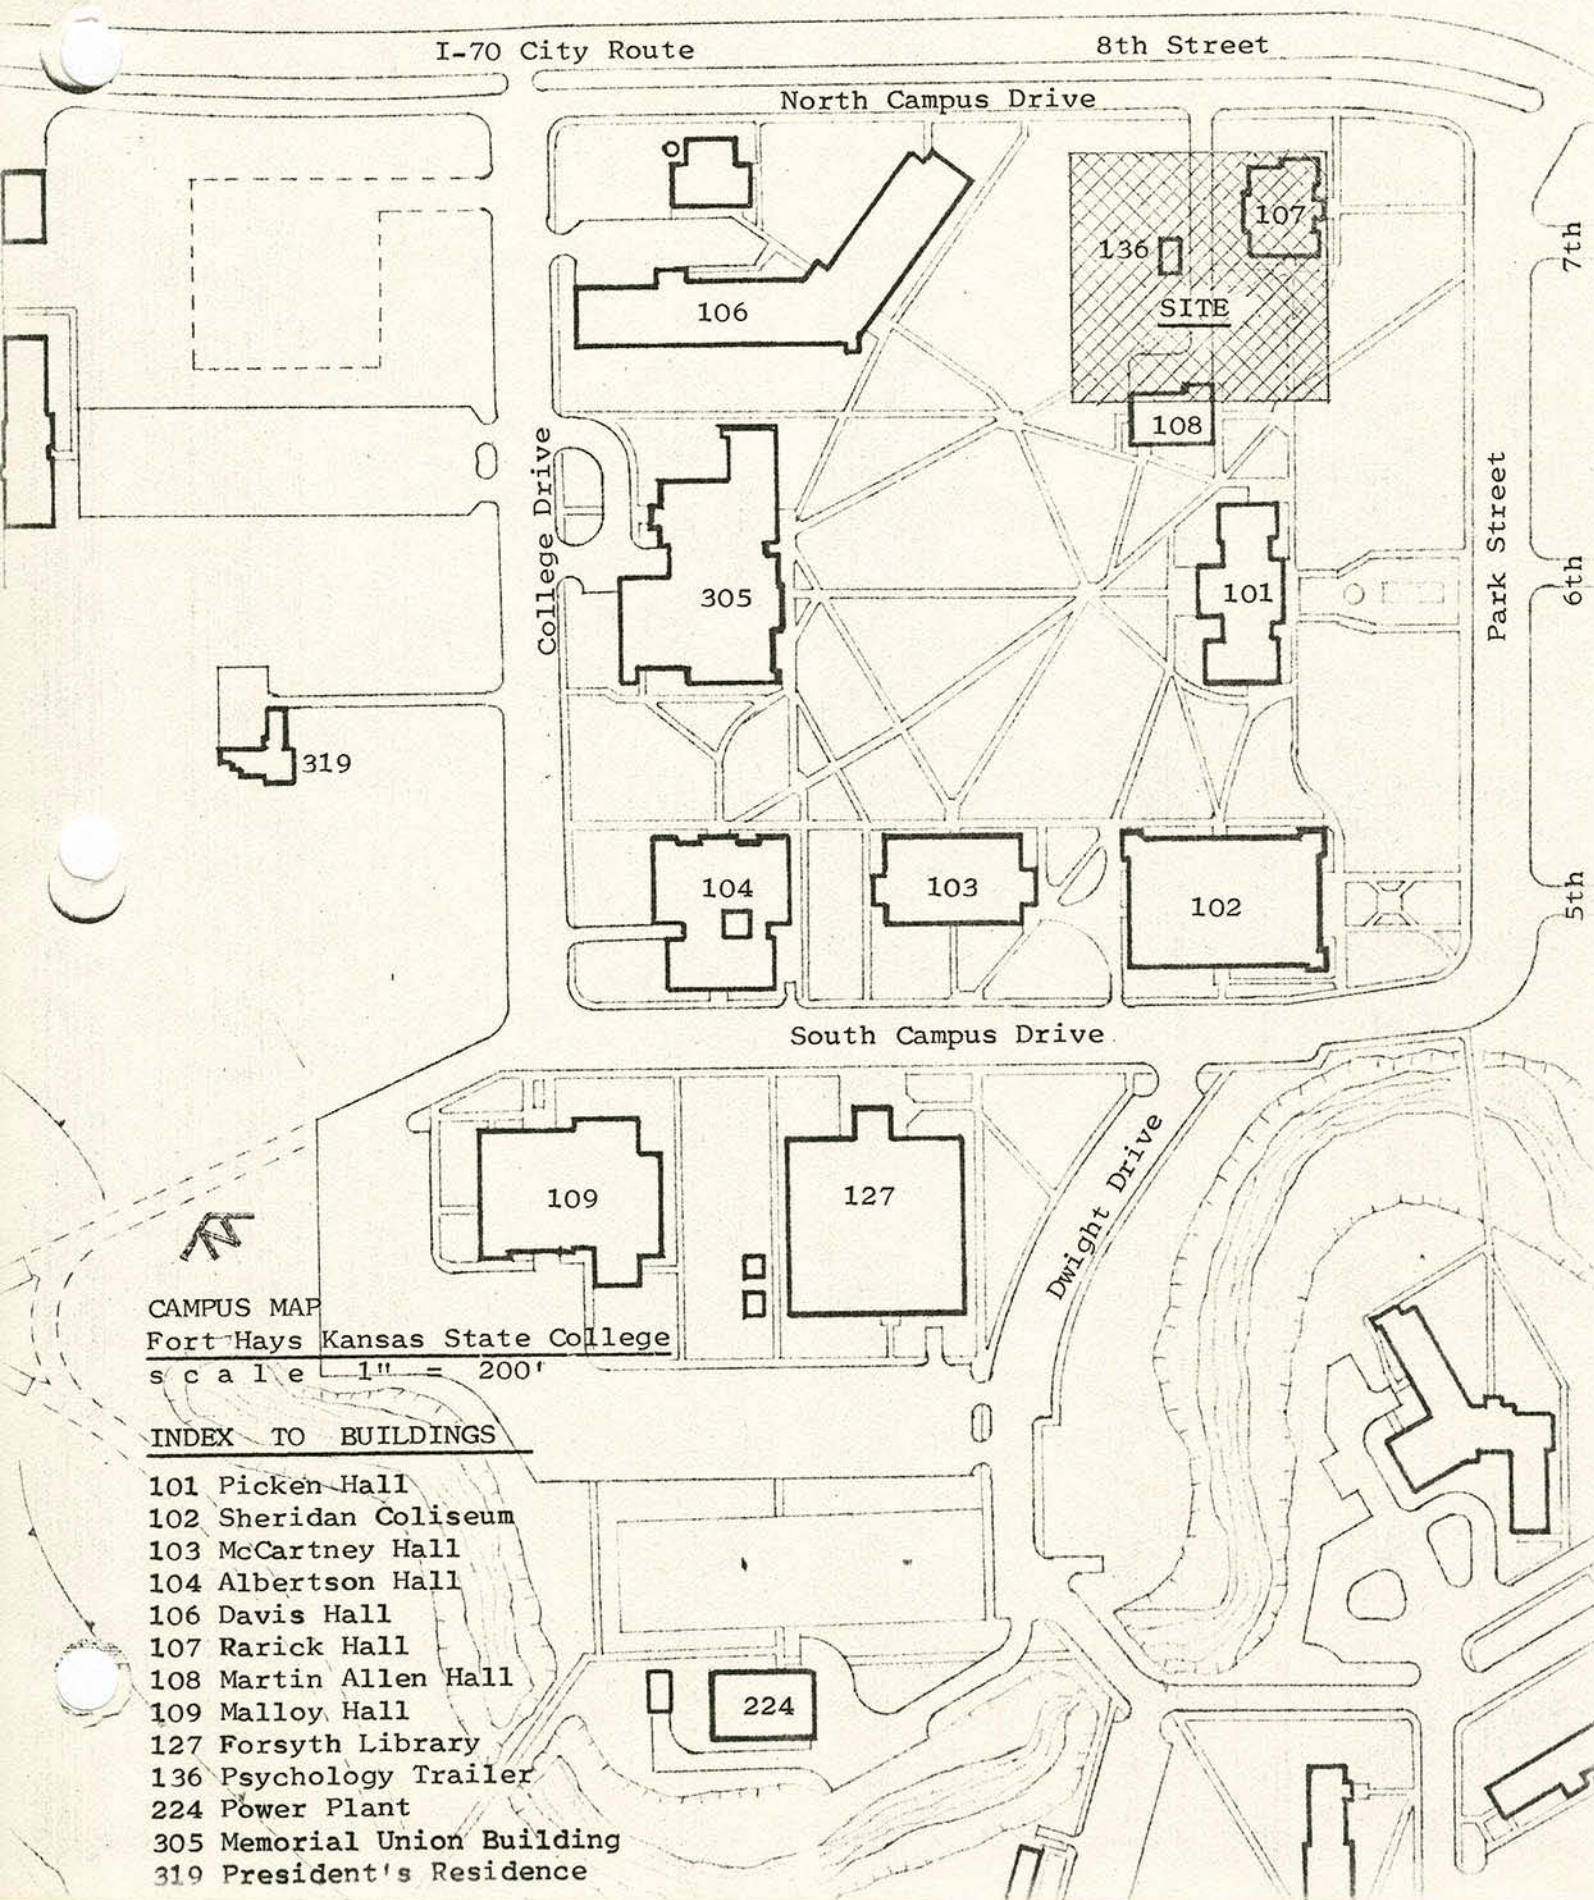 I-70 City Route
8th Street
North Campus Drive
107
7th
136
SITE
106
108
College Drive
Park Street
305
101
6th
319
104
103
102
5th
South Campus Drive
109
127
Dwight Drive
N
CAMPUS MAP
Fort Hays Kansas State College
scale 1" = 200'
INDEX TO BUILDINGS
101 Picken Hall
102 Sheridan Coliseum
103 McCartney Hall
104 Albertson Hall
106 Davis Hall
107 Rarick Hall
108 Martin Allen Hall
109 Malloy Hall
127 Forsyth Library
136 Psychology Trailer
224 Power Plant
305 Memorial Union Building
319 President's Residence
224